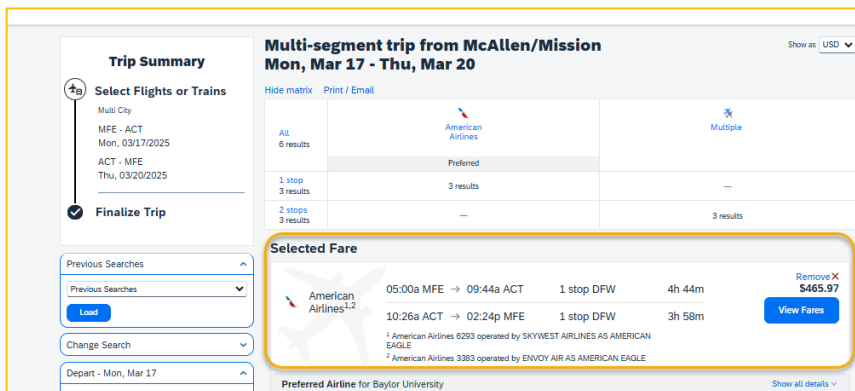 Trip Summary
Select Flights or Trains
Multi City
MFE - ACT
Mon, 03/17/2025
ACT - MFE
Thu, 03/20/2025
Finalize Trip
Previous Searches
Previous Searches
Load
Change Search
Depart - Mon, Mar 17
Multi-segment trip from McAllen/Mission
Mon, Mar 17 - Thu, Mar 20
Show as USD
Hide matrix Print / Email
All
6 results
American
Airlines
Preferred
Multiple
1 stop
3 results
3 results
—
2 stops
3 results
—
3 results
Selected Fare
Remove X
American
Airlines1,2
05:00a MFE → 09:44a ACT 1 stop DFW 4h 44m
$465.97
10:26a ACT → 02:24p MFE 1 stop DFW 3h 58m
View Fares
1 American Airlines 6293 operated by SKYWEST AIRLINES AS AMERICAN
EAGLE
2 American Airlines 3383 operated by ENVOY AIR AS AMERICAN EAGLE
Preferred Airline for Baylor University
Show all details